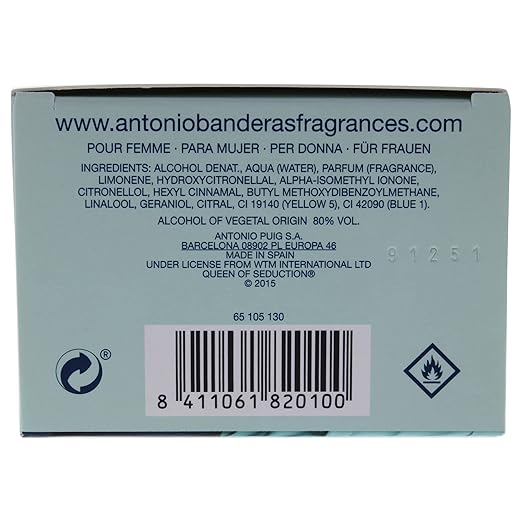 www.antoniobanderasfragrances.com
POUR FEMME · PARA MUJER · PER DONNA · FÜR FRAUEN
INGREDIENTS: ALCOHOL DENAT., AQUA (WATER), PARFUM (FRAGRANCE),
LIMONENE, HYDROXYCITRONELLAL, ALPHA-ISOMETHYL IONONE,
CITRONELLOL, HEXYL CINNAMAL, BUTYL METHOXYDIBENZOYLMETHANE,
LINALOOL, GERANIOL, CITRAL, CI 19140 (YELLOW 5), CI 42090 (BLUE 1).
ALCOHOL OF VEGETAL ORIGIN 80% VOL.
ANTONIO PUIG S.A.
BARCELONA 08902 PL EUROPA 46
MADE IN SPAIN
UNDER LICENSE FROM WTM INTERNATIONAL LTD
QUEEN OF SEDUCTION®
© 2015
91251
65 105 130
®
8 411061 820100